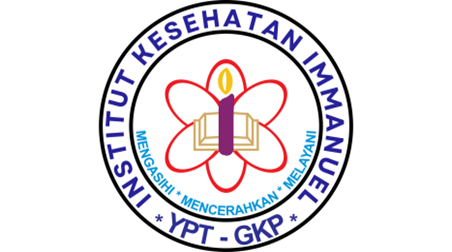 INSTITUT KESEHATAN IMMANUEL
MENGASIHI * MENCERAHKAN * MELAYANI
* YPT - GKP *